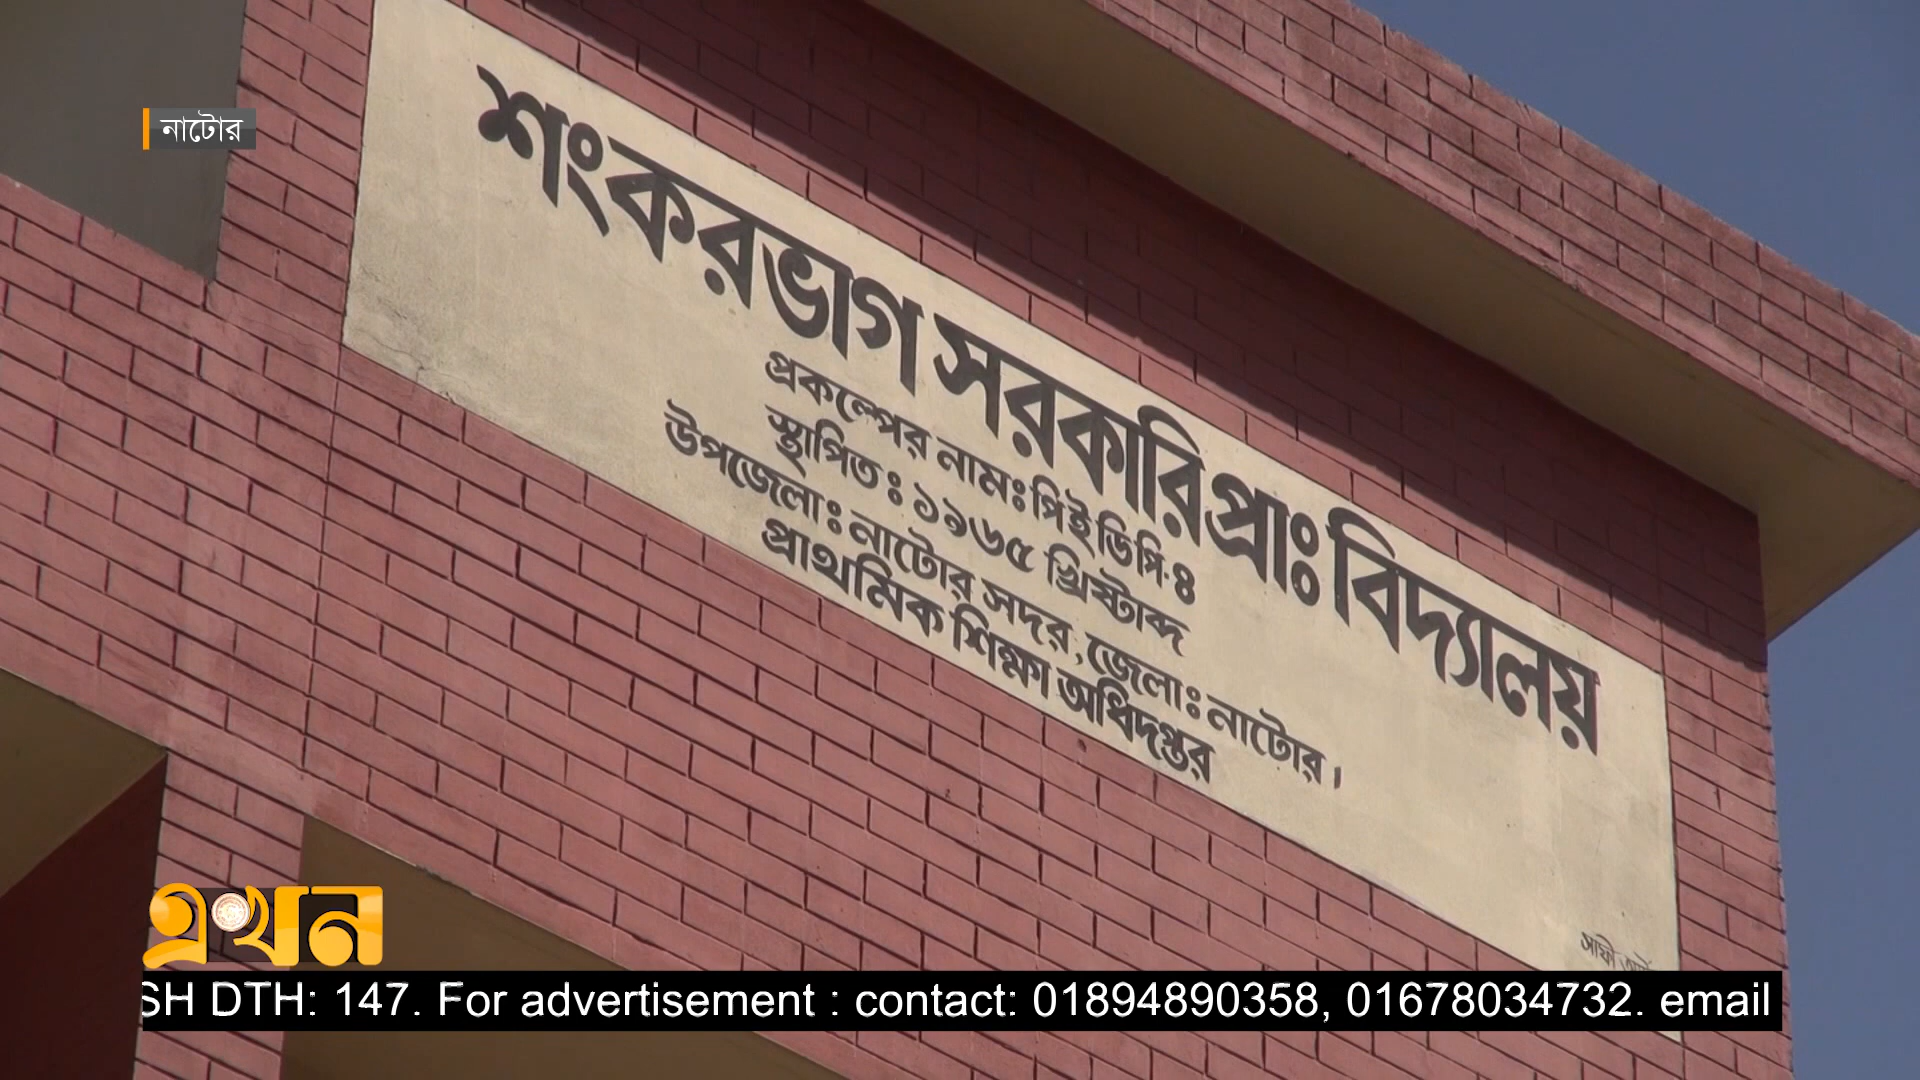 নাটোর
শংকরভাগ সরকারি প্রাঃ বিদ্যালয়
প্রকল্পের নামঃ পিইডিপি-৪
স্থাপিত ঃ ১৯৬৫ খ্রিষ্টাব্দ
উপজেলা ঃ নাটোর সদর, জেলা ঃ নাটোর।
প্রাথমিক শিক্ষা অধিদপ্তর
এখন
SH DTH: 147. For advertisement : contact: 01894890358, 01678034732. email